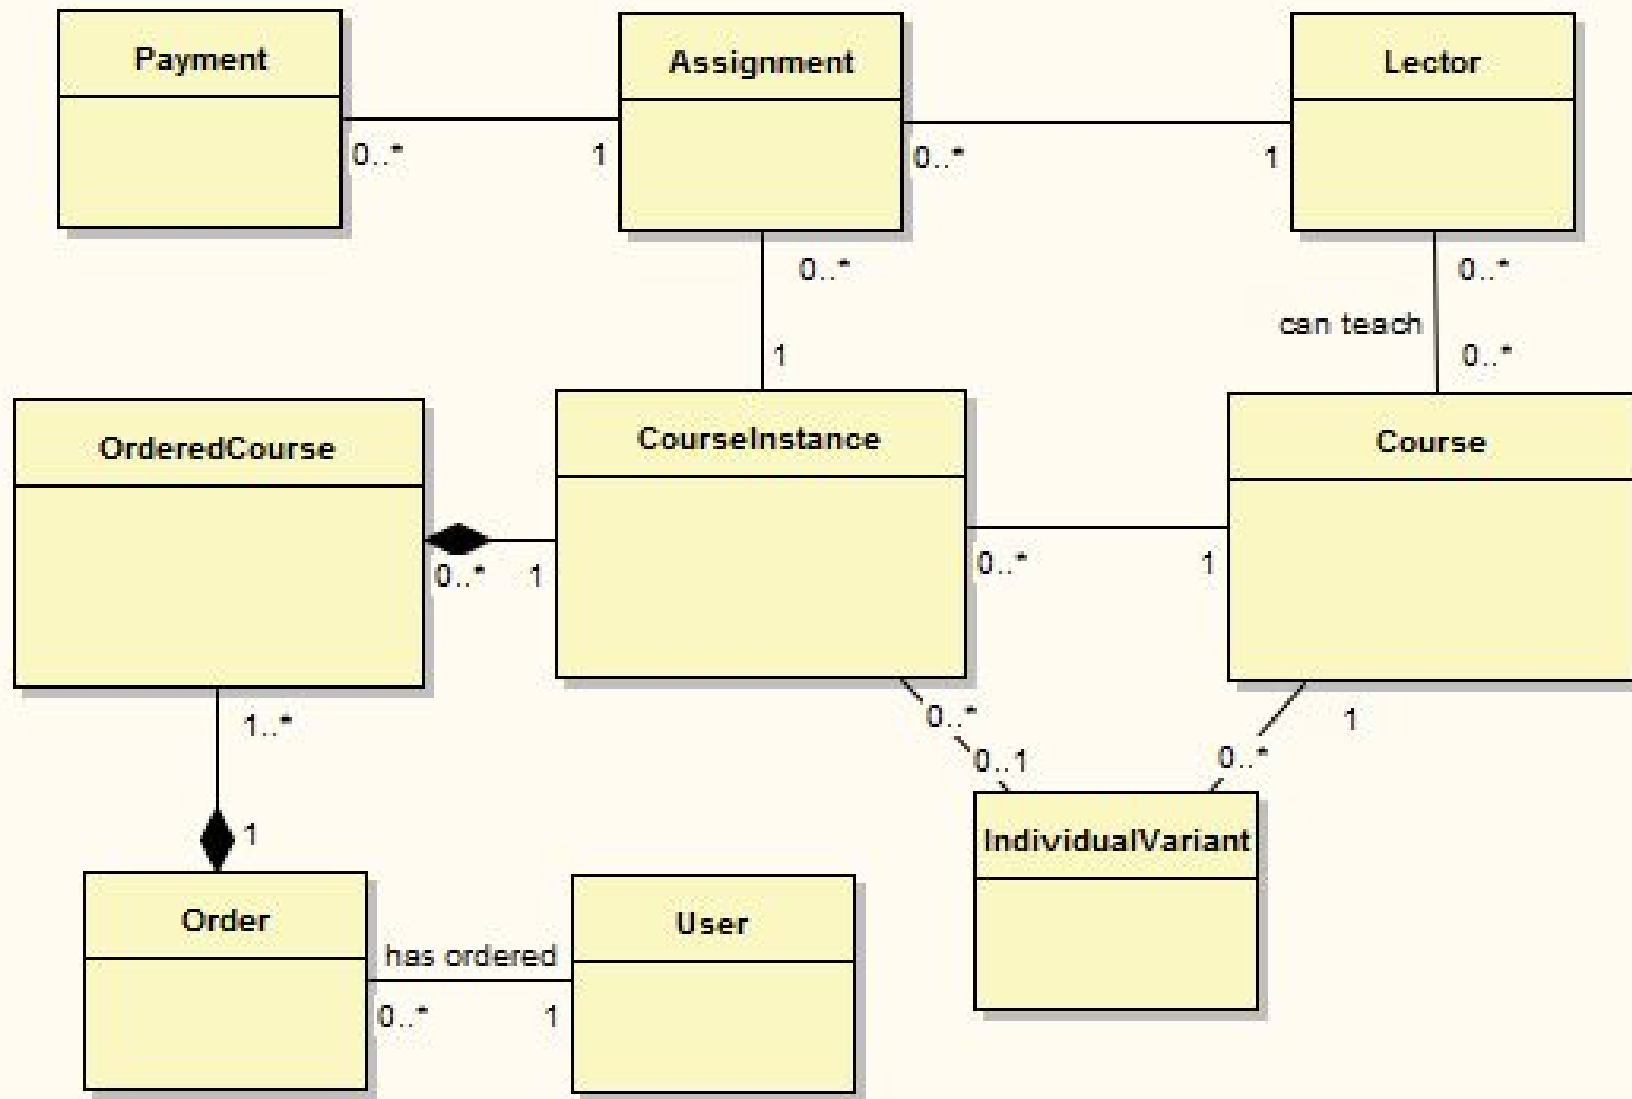 Payment
Assignment
Lector
0..*
1
0..*
1
0..*
0..*
can teach
1
0..*
OrderedCourse
CourseInstance
Course
0..*
1
0..*
1
1..*
0..*
1
0..1
0..*
1
IndividualVariant
Order
User
has ordered
0..*
1